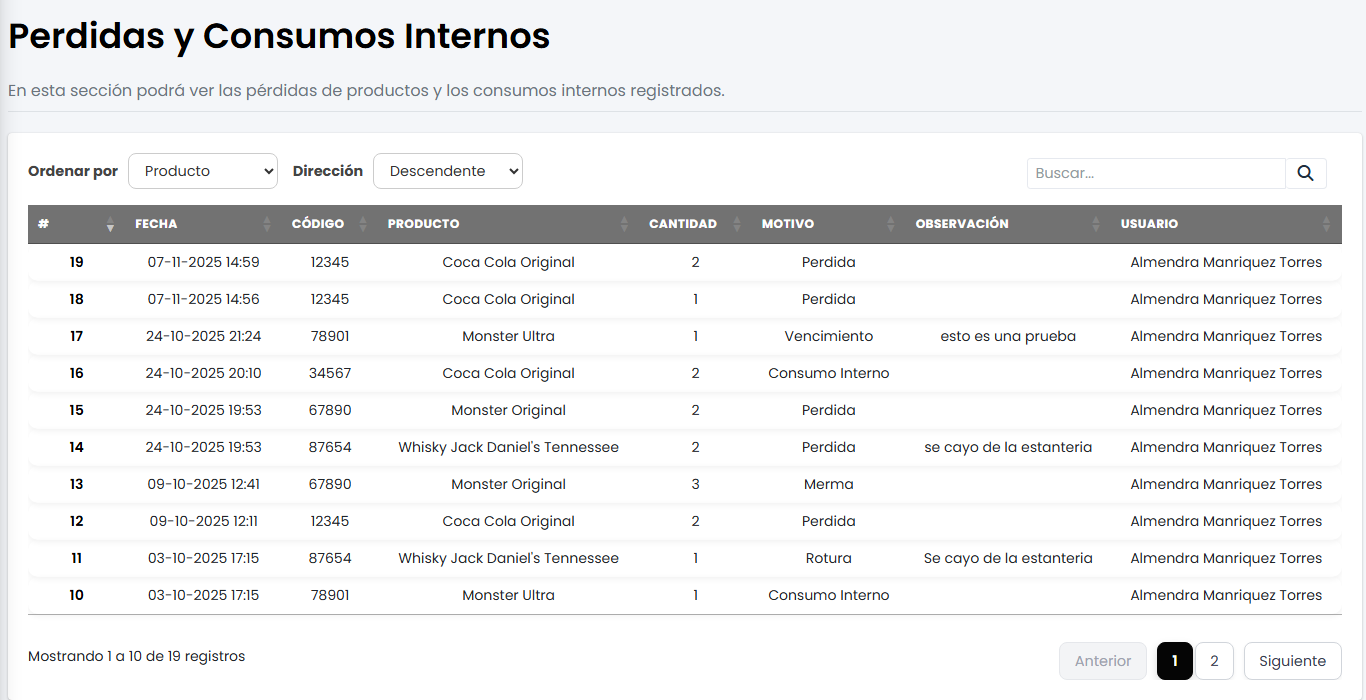 Perdidas y Consumos Internos
En esta sección podrá ver las pérdidas de productos y los consumos internos registrados.
Ordenar por Producto Dirección Descendente Buscar...
# FECHA CÓDIGO PRODUCTO CANTIDAD MOTIVO OBSERVACIÓN USUARIO
19 07-11-2025 14:59 12345 Coca Cola Original 2 Perdida Almendra Manriquez Torres
18 07-11-2025 14:56 12345 Coca Cola Original 1 Perdida Almendra Manriquez Torres
17 24-10-2025 21:24 78901 Monster Ultra 1 Vencimiento esto es una prueba Almendra Manriquez Torres
16 24-10-2025 20:10 34567 Coca Cola Original 2 Consumo Interno Almendra Manriquez Torres
15 24-10-2025 19:53 67890 Monster Original 2 Perdida Almendra Manriquez Torres
14 24-10-2025 19:53 87654 Whisky Jack Daniel's Tennessee 2 Perdida se cayo de la estanteria Almendra Manriquez Torres
13 09-10-2025 12:41 67890 Monster Original 3 Merma Almendra Manriquez Torres
12 09-10-2025 12:11 12345 Coca Cola Original 2 Perdida Almendra Manriquez Torres
11 03-10-2025 17:15 87654 Whisky Jack Daniel's Tennessee 1 Rotura Se cayo de la estanteria Almendra Manriquez Torres
10 03-10-2025 17:15 78901 Monster Ultra 1 Consumo Interno Almendra Manriquez Torres
Mostrando 1 a 10 de 19 registros Anterior 1 2 Siguiente